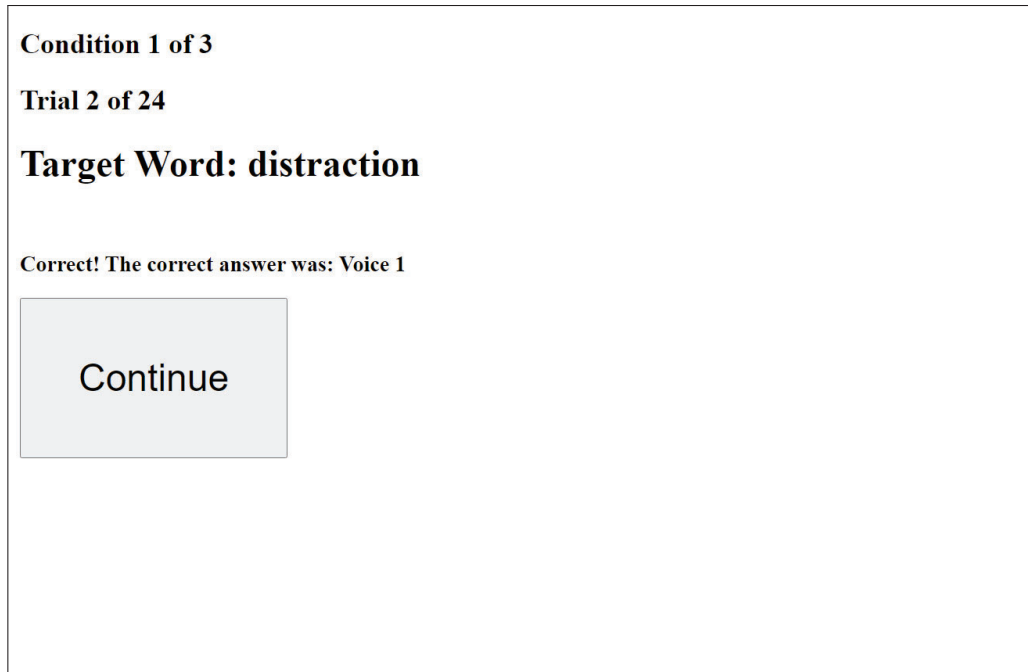 Condition 1 of 3
Trial 2 of 24
Target Word: distraction
Correct! The correct answer was: Voice 1
Continue